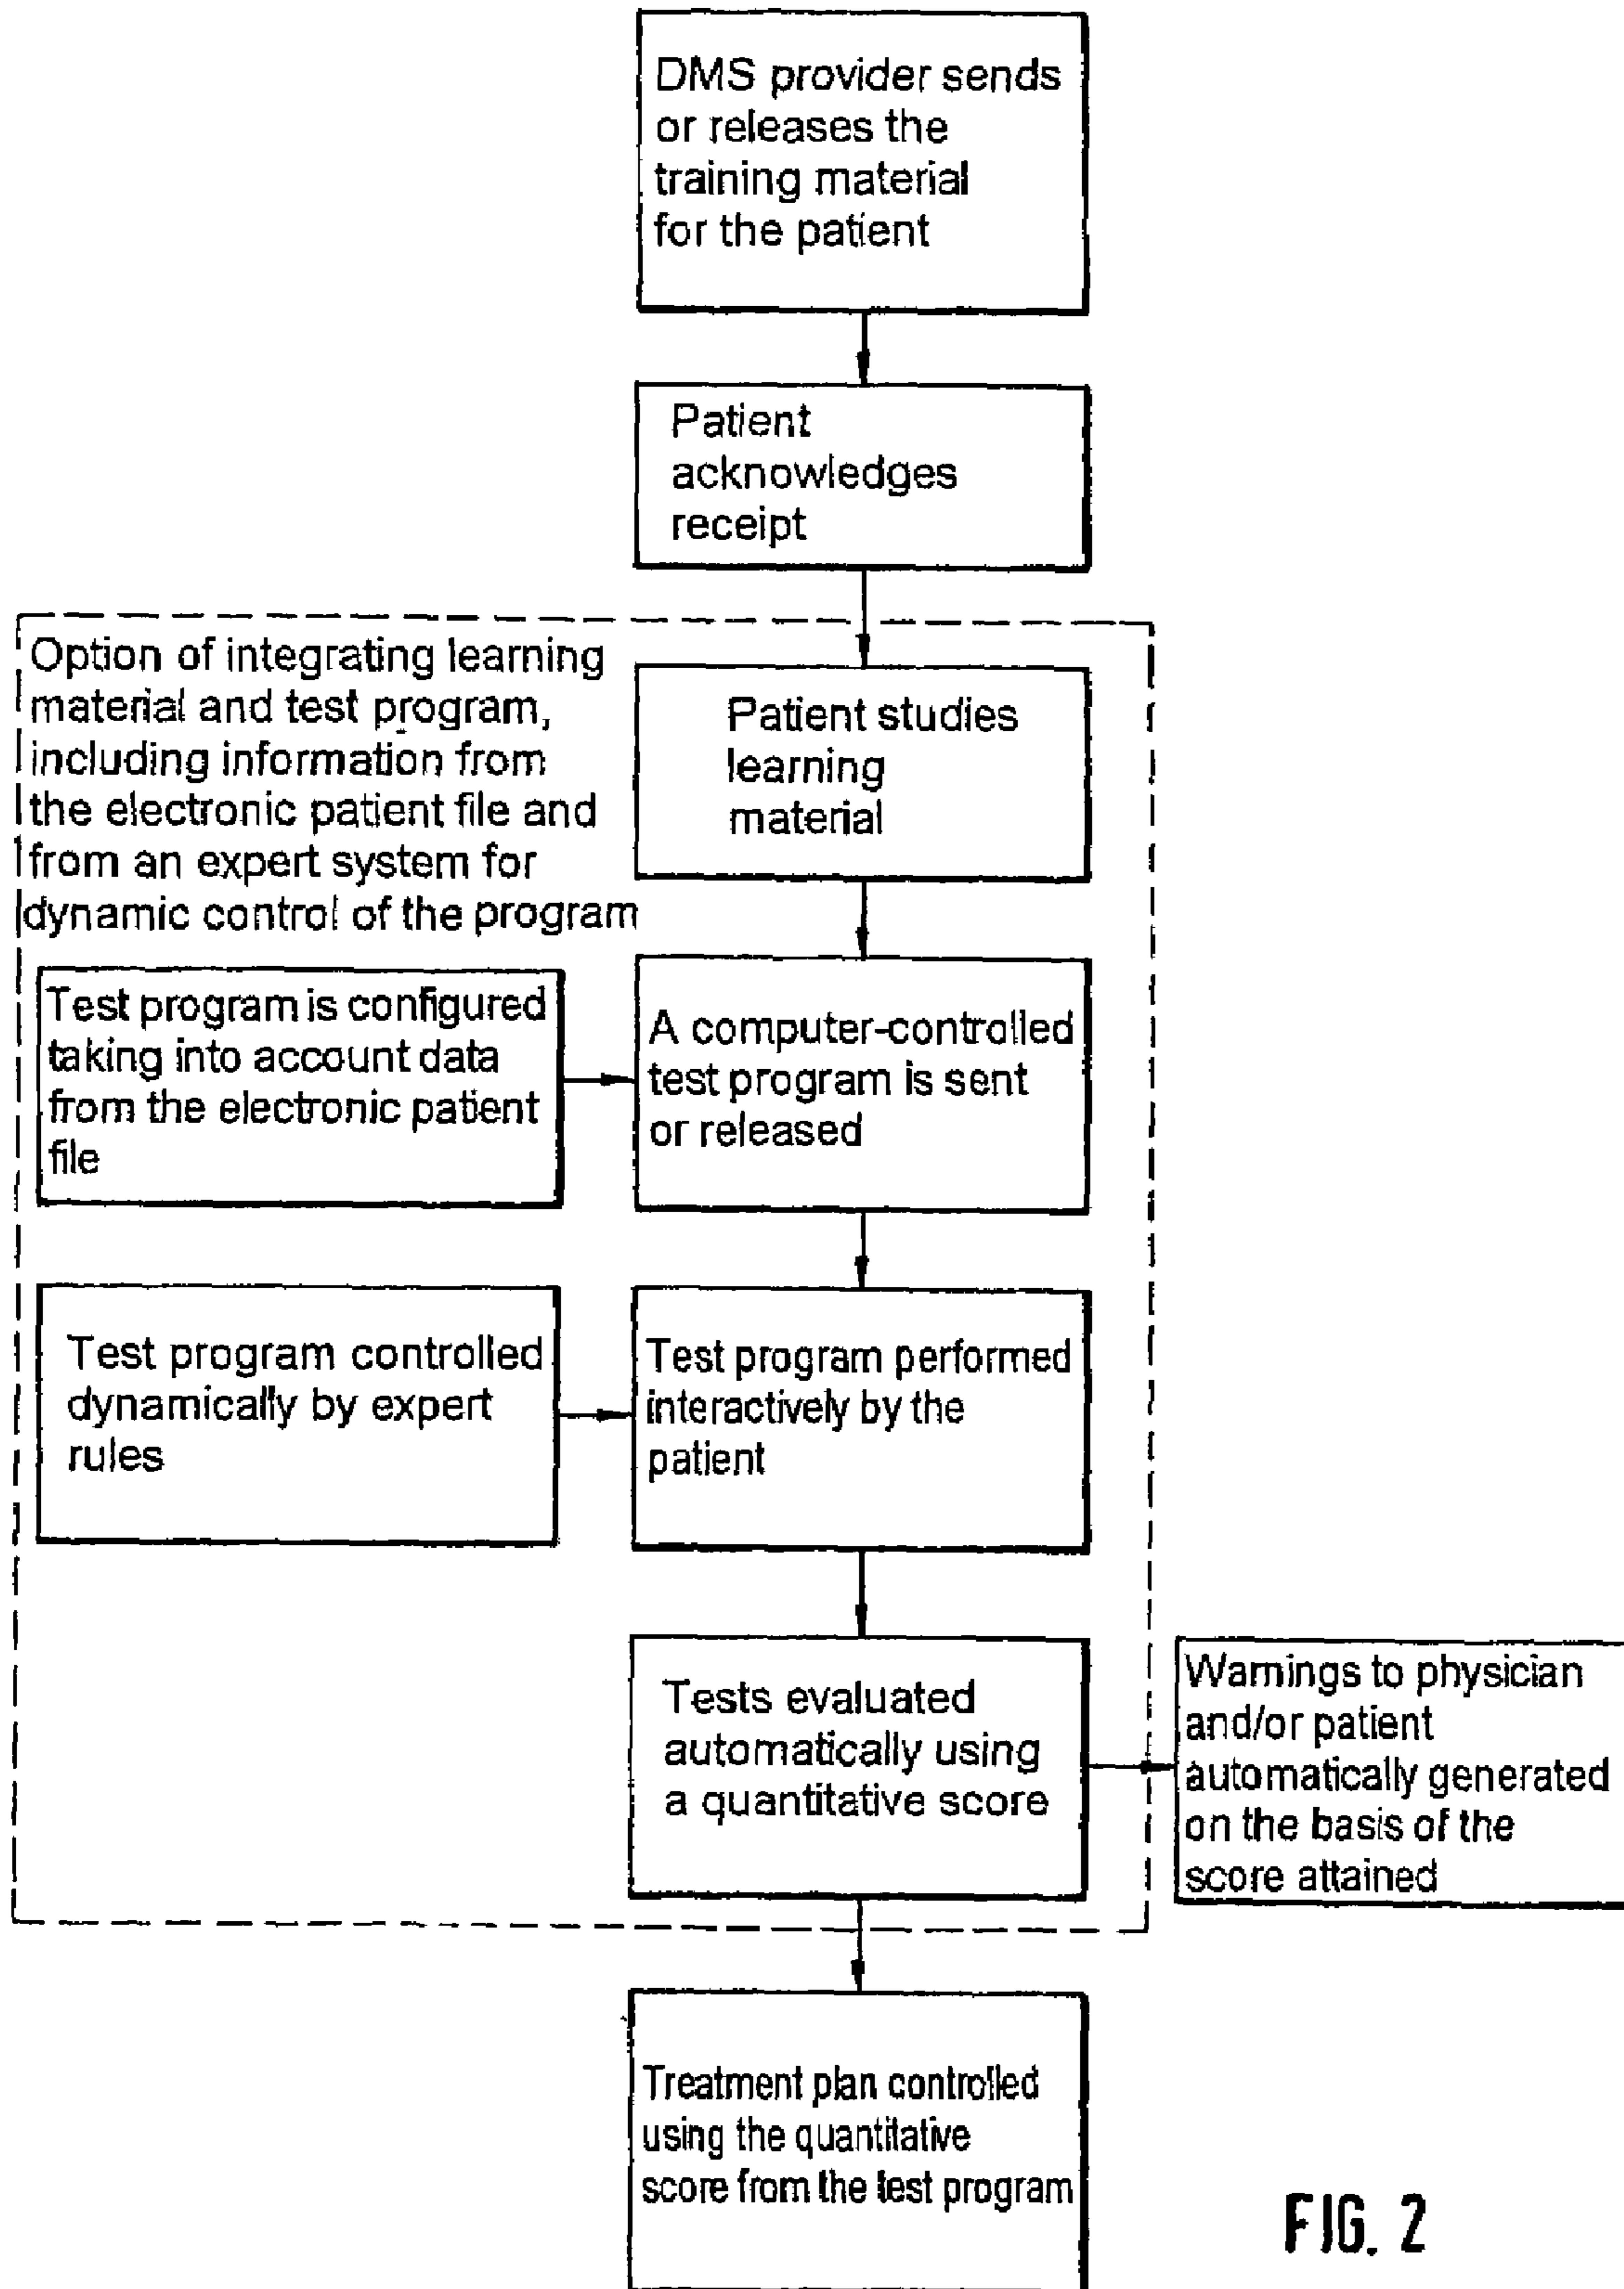 DMS provider sends
or releases the
training material
for the patient
Patient
acknowledges
receipt
Option of integrating learning
material and test program,
including information from
the electronic patient file and
from an expert system for
dynamic control of the program
Patient studies
learning
material
Test program is configured
taking into account data
from the electronic patient
file
A computer-controlled
test program is sent
or released
Test program controlled
dynamically by expert
rules
Test program performed
interactively by the
patient
Tests evaluated
automatically using
a quantitative score
Warnings to physician
and/or patient
automatically generated
on the basis of the
score attained
Treatment plan controlled
using the quantitative
score from the test program
FIG. 2